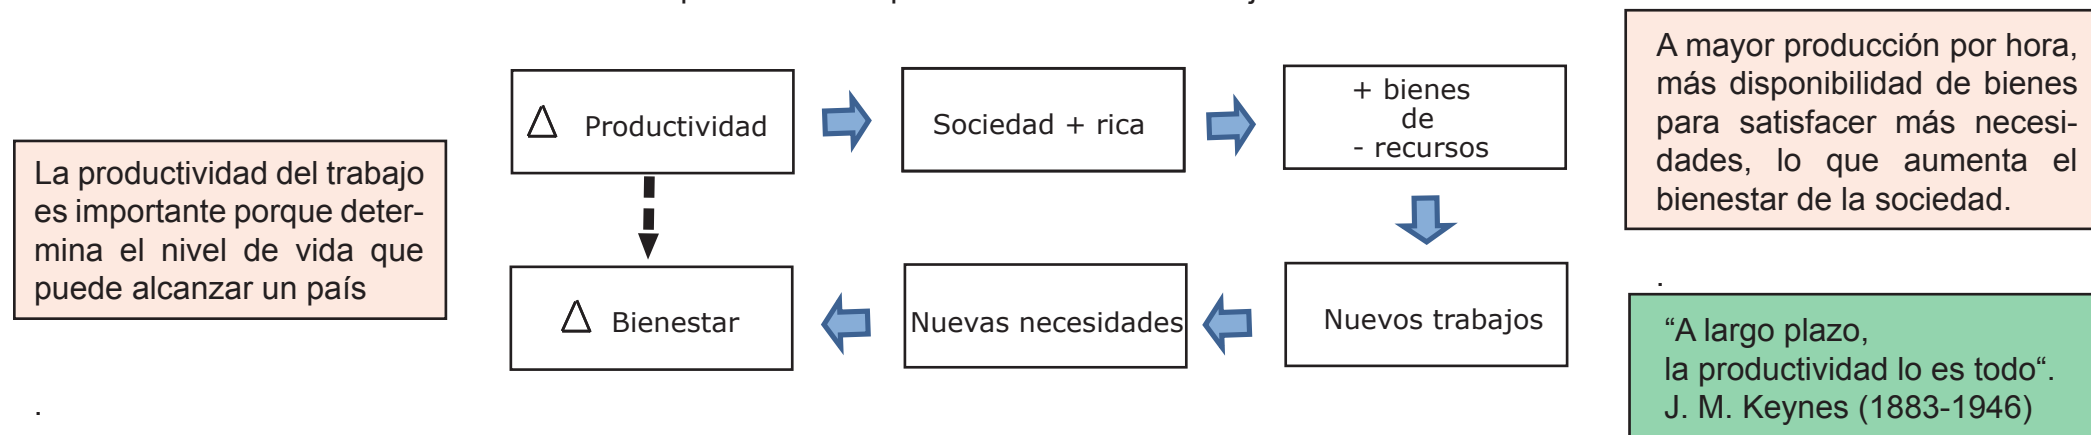 La productividad del trabajo
es importante porque deter-
mina el nivel de vida que
puede alcanzar un país
.
Δ Productividad
Sociedad + rica
+ bienes
de
- recursos
Nuevos trabajos
Nuevas necesidades
Δ Bienestar
A mayor producción por hora,
más disponibilidad de bienes
para satisfacer más necesi-
dades, lo que aumenta el
bienestar de la sociedad.
.
“A largo plazo,
la productividad lo es todo“.
J. M. Keynes (1883-1946)